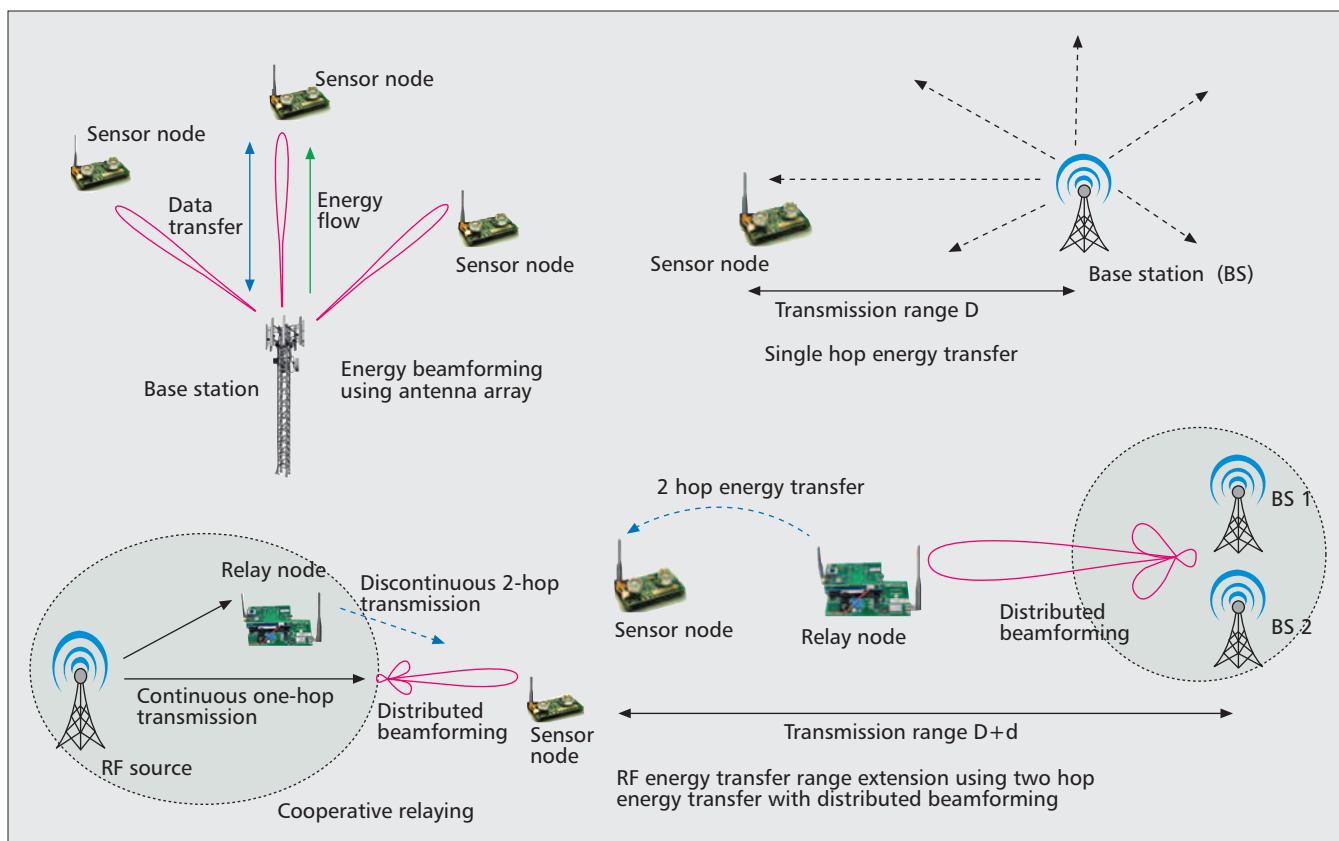 Sensor node
Sensor node
Data
transfer
Energy
flow
Sensor node
Base station
Energy beamforming
using antenna array
Sensor node
Base station (BS)
Transmission range D
Single hop energy transfer
Relay node
Discontinuous 2-hop
transmission
Continuous one-hop
transmission
Distributed
beamforming
Sensor
node
RF source
Cooperative relaying
2 hop energy transfer
BS 1
Sensor node
Relay node
Distributed
beamforming
BS 2
Transmission range D+d
RF energy transfer range extension using two hop
energy transfer with distributed beamforming